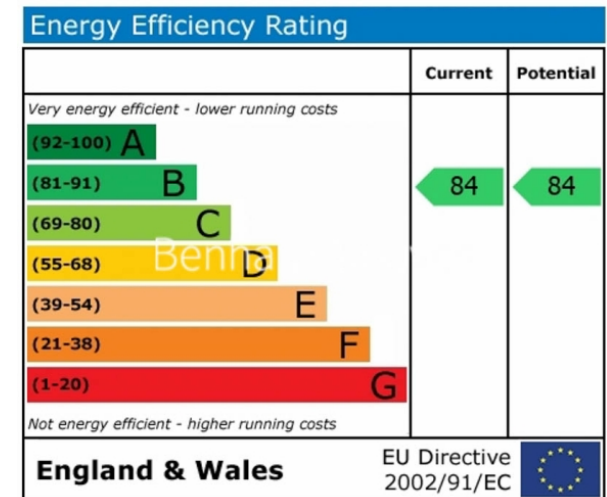 Energy Efficiency Rating
Current Potential
Very energy efficient - lower running costs
(92-100) A
(81-91) B 84 84
(69-80) C
(55-68) D
(39-54) E
(21-38) F
(1-20) G
Not energy efficient - higher running costs
England & Wales
EU Directive
2002/91/EC